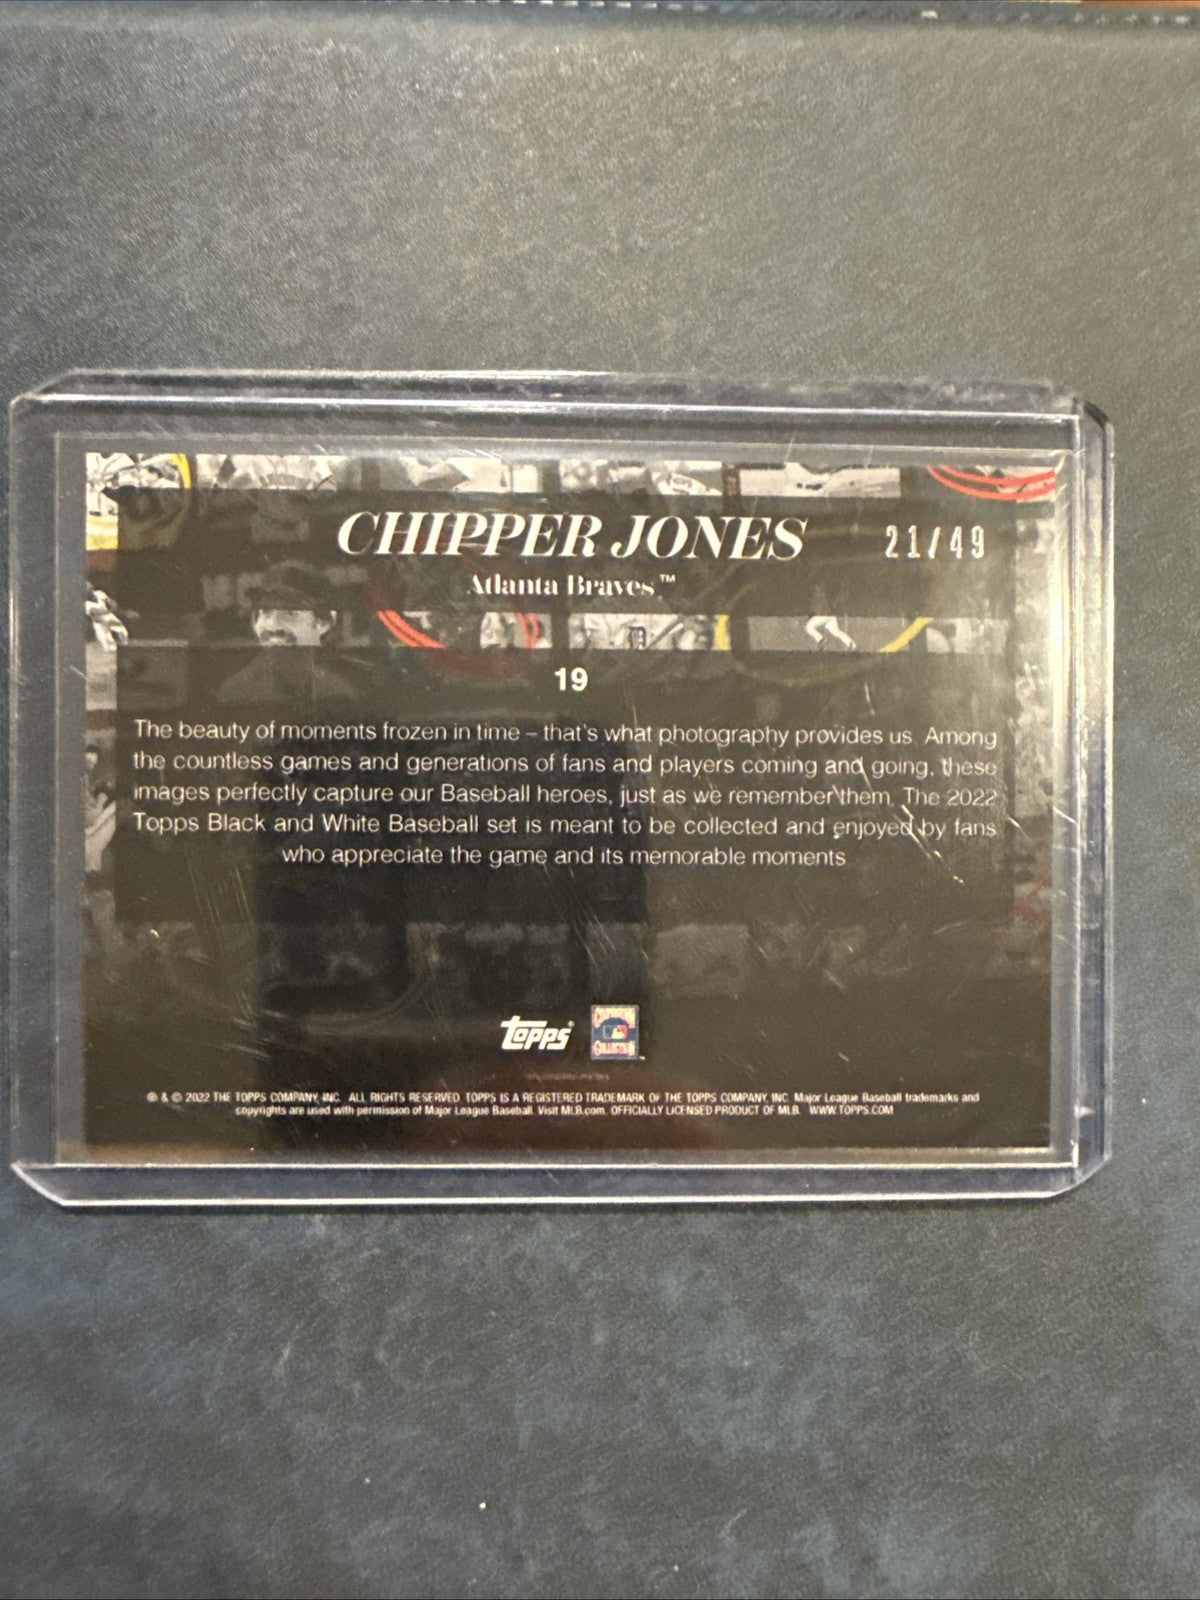 CHIPPER JONES 21/49
Atlanta Braves™
19
The beauty of moments frozen in time – that's what photography provides us. Among
the countless games and generations of fans and players coming and going, these
images perfectly capture our Baseball heroes, just as we remember them. The 2022
Topps Black and White Baseball set is meant to be collected and enjoyed by fans
who appreciate the game and its memorable moments
topps®
COLLECTION
® & © 2022 THE TOPPS COMPANY, INC. ALL RIGHTS RESERVED. TOPPS IS A REGISTERED TRADEMARK OF THE TOPPS COMPANY, INC. Major League Baseball trademarks and
copyrights are used with permission of Major League Baseball. Visit MLB.com. OFFICIALLY LICENSED PRODUCT OF MLB. WWW.TOPPS.COM